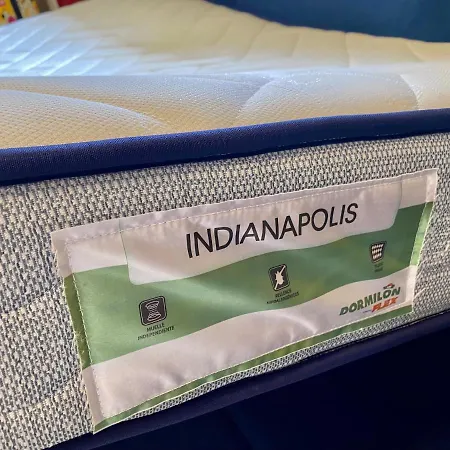 INDIANAPOLIS
MUELLE
INDEPENDIENTE
DORMILON
FLEX